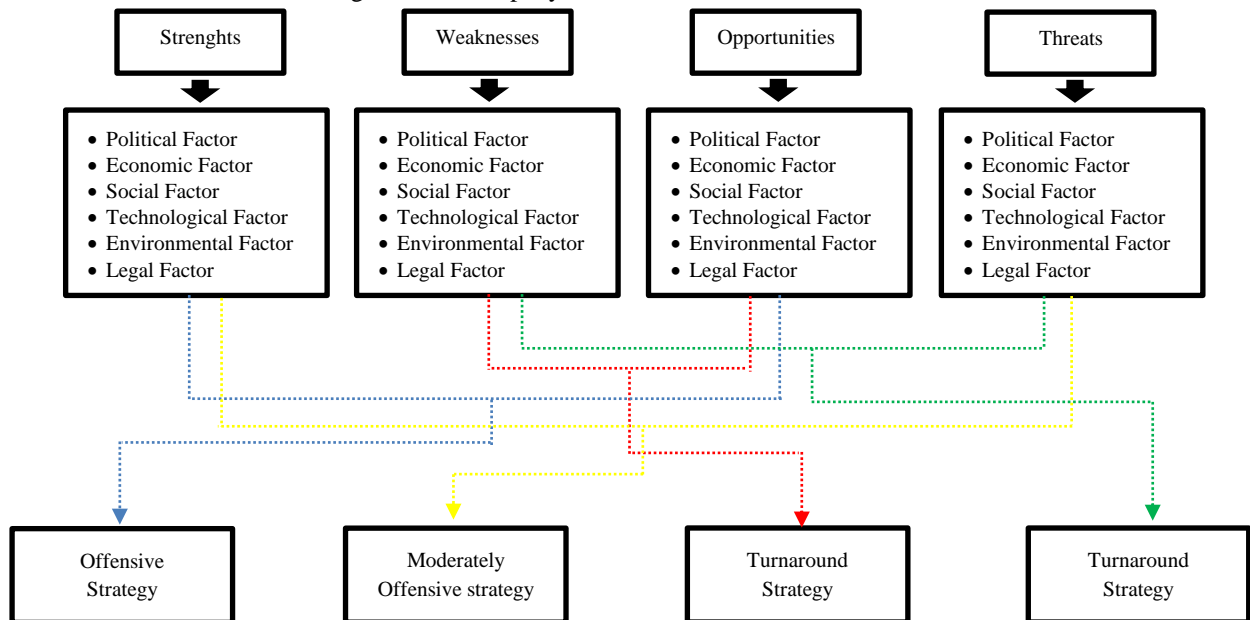 Strenghts
Weaknesses
Opportunities
Threats
• Political Factor
• Economic Factor
• Social Factor
• Technological Factor
• Environmental Factor
• Legal Factor
• Political Factor
• Economic Factor
• Social Factor
• Technological Factor
• Environmental Factor
• Legal Factor
• Political Factor
• Economic Factor
• Social Factor
• Technological Factor
• Environmental Factor
• Legal Factor
• Political Factor
• Economic Factor
• Social Factor
• Technological Factor
• Environmental Factor
• Legal Factor
Offensive
Strategy
Moderately
Offensive strategy
Turnaround
Strategy
Turnaround
Strategy